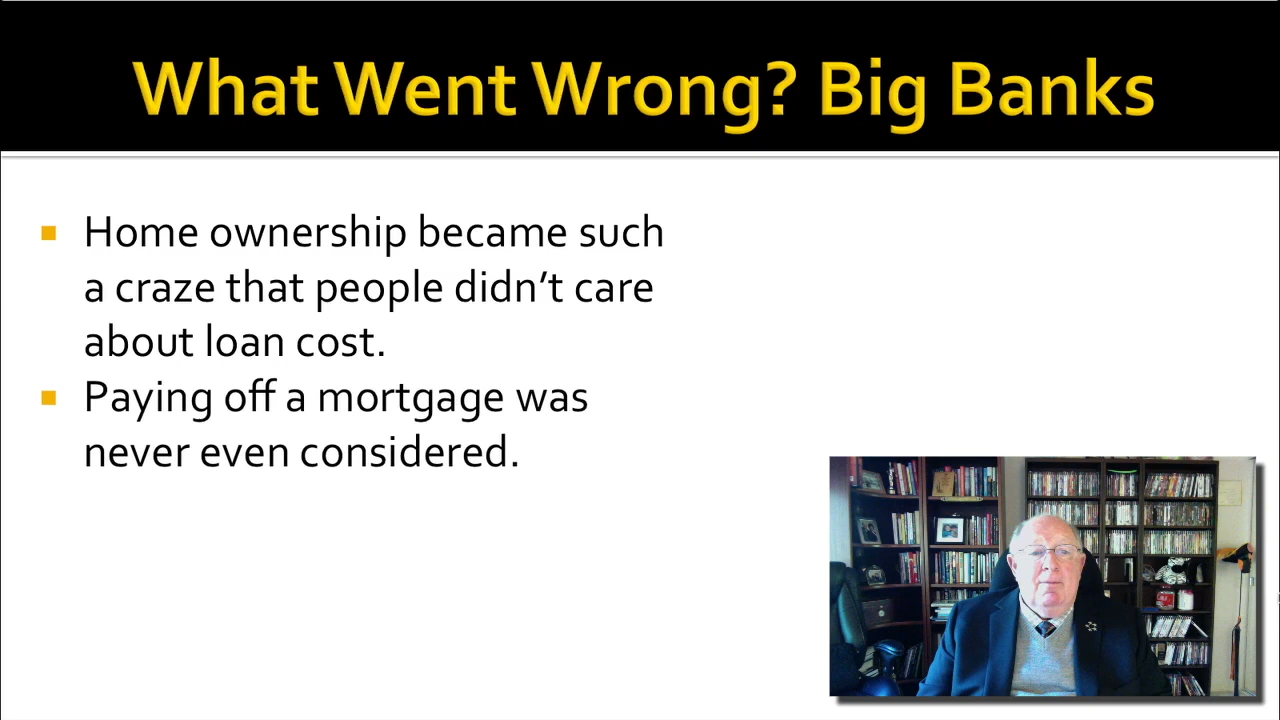 What Went Wrong? Big Banks
Home ownership became such
a craze that people didn’t care
about loan cost.
Paying off a mortgage was
never even considered.